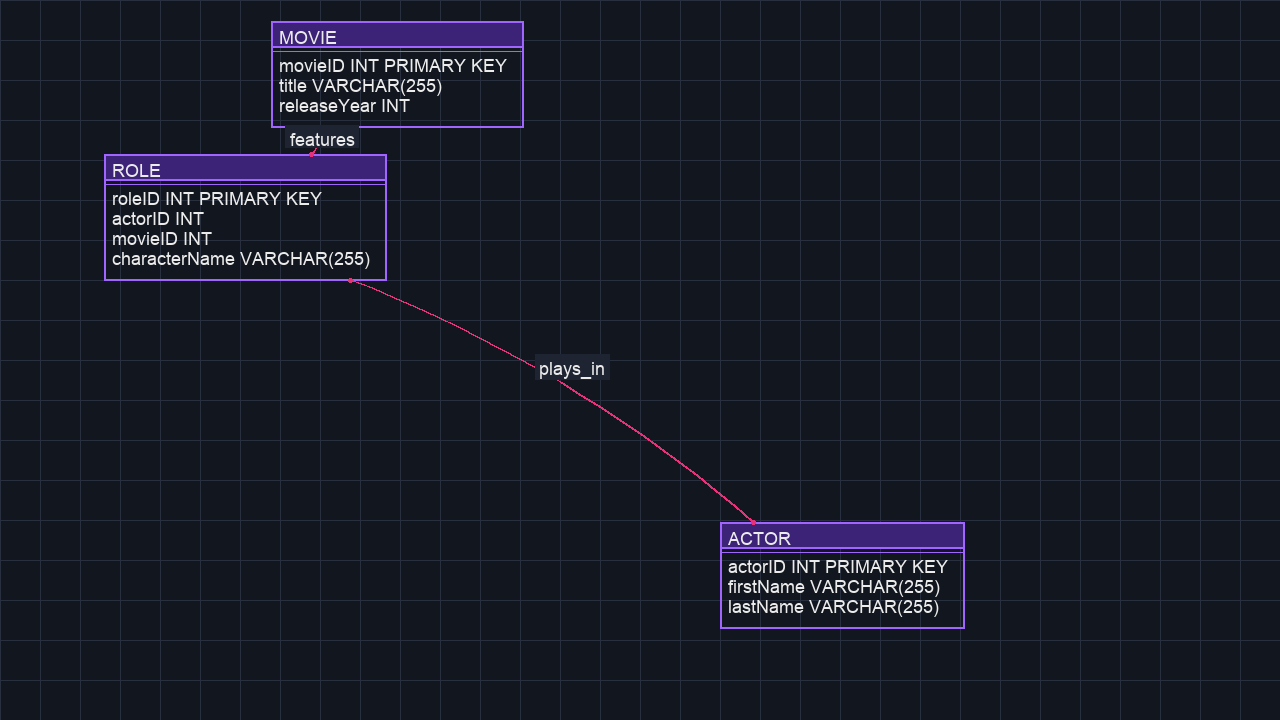 MOVIE
movieID INT PRIMARY KEY
title VARCHAR(255)
releaseYear INT
features
ROLE
roleID INT PRIMARY KEY
actorID INT
movieID INT
characterName VARCHAR(255)
plays_in
ACTOR
actorID INT PRIMARY KEY
firstName VARCHAR(255)
lastName VARCHAR(255)